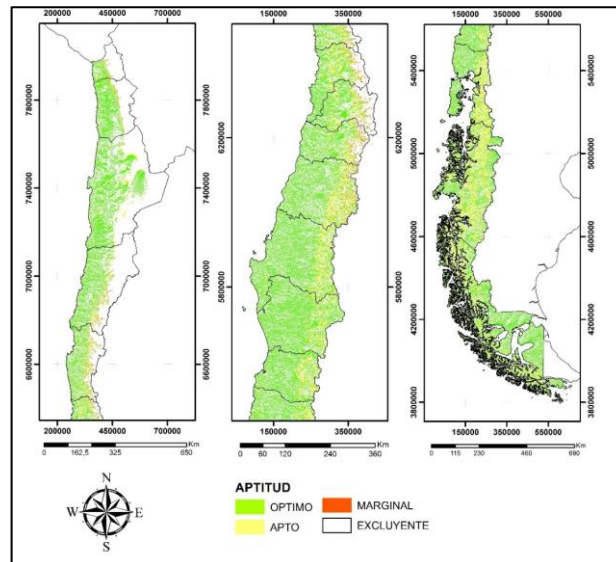 200000 450000 700000
150000 350000
150000 350000 550000
7800000
7400000
7000000
6600000
6200000
5800000
5400000
5000000
4600000
4200000
3800000
200000 450000 700000
150000 350000
150000 350000 550000
Km
0 162,5 325 650
Km
0 60 120 240 360
Km
0 115 230 460 690
N
W E
S
APTITUD
OPTIMO
MARGINAL
APTO
EXCLUYENTE